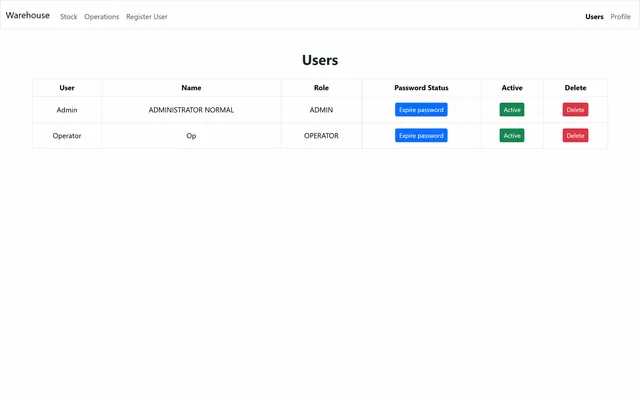 Warehouse Stock Operations Register User Users Profile
Users
User Name Role Password Status Active Delete
Admin ADMINISTRATOR NORMAL ADMIN Expire password Active Delete
Operator Op OPERATOR Expire password Active Delete